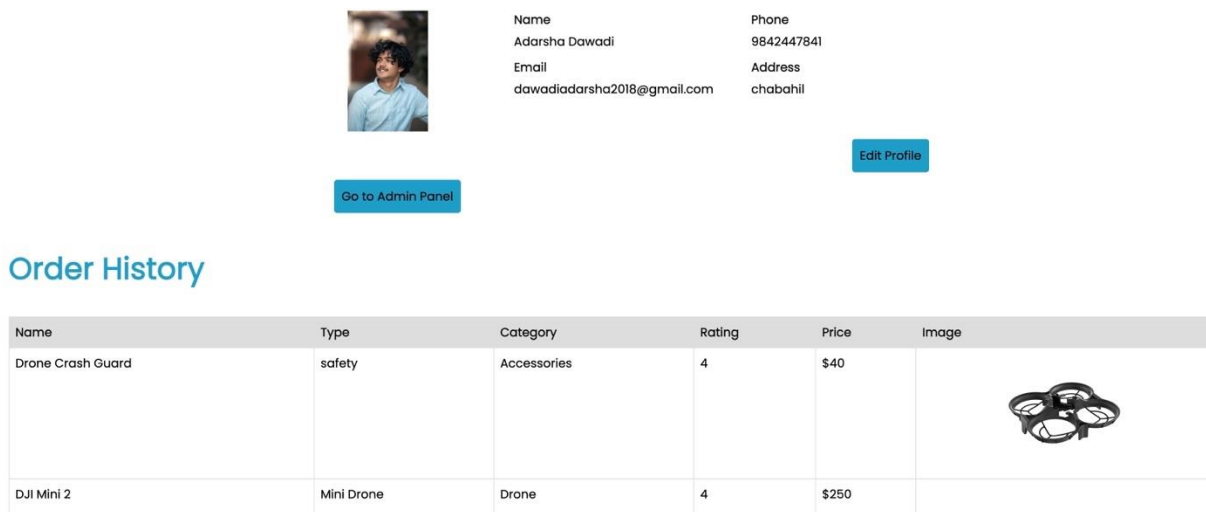 Name Phone
Adarsha Dawadi 9842447841
Email Address
dawadiadarsha2018@gmail.com chabahil
Edit Profile
Go to Admin Panel
Order History
Name Type Category Rating Price Image
Drone Crash Guard safety Accessories 4 $40
DJI Mini 2 Mini Drone Drone 4 $250